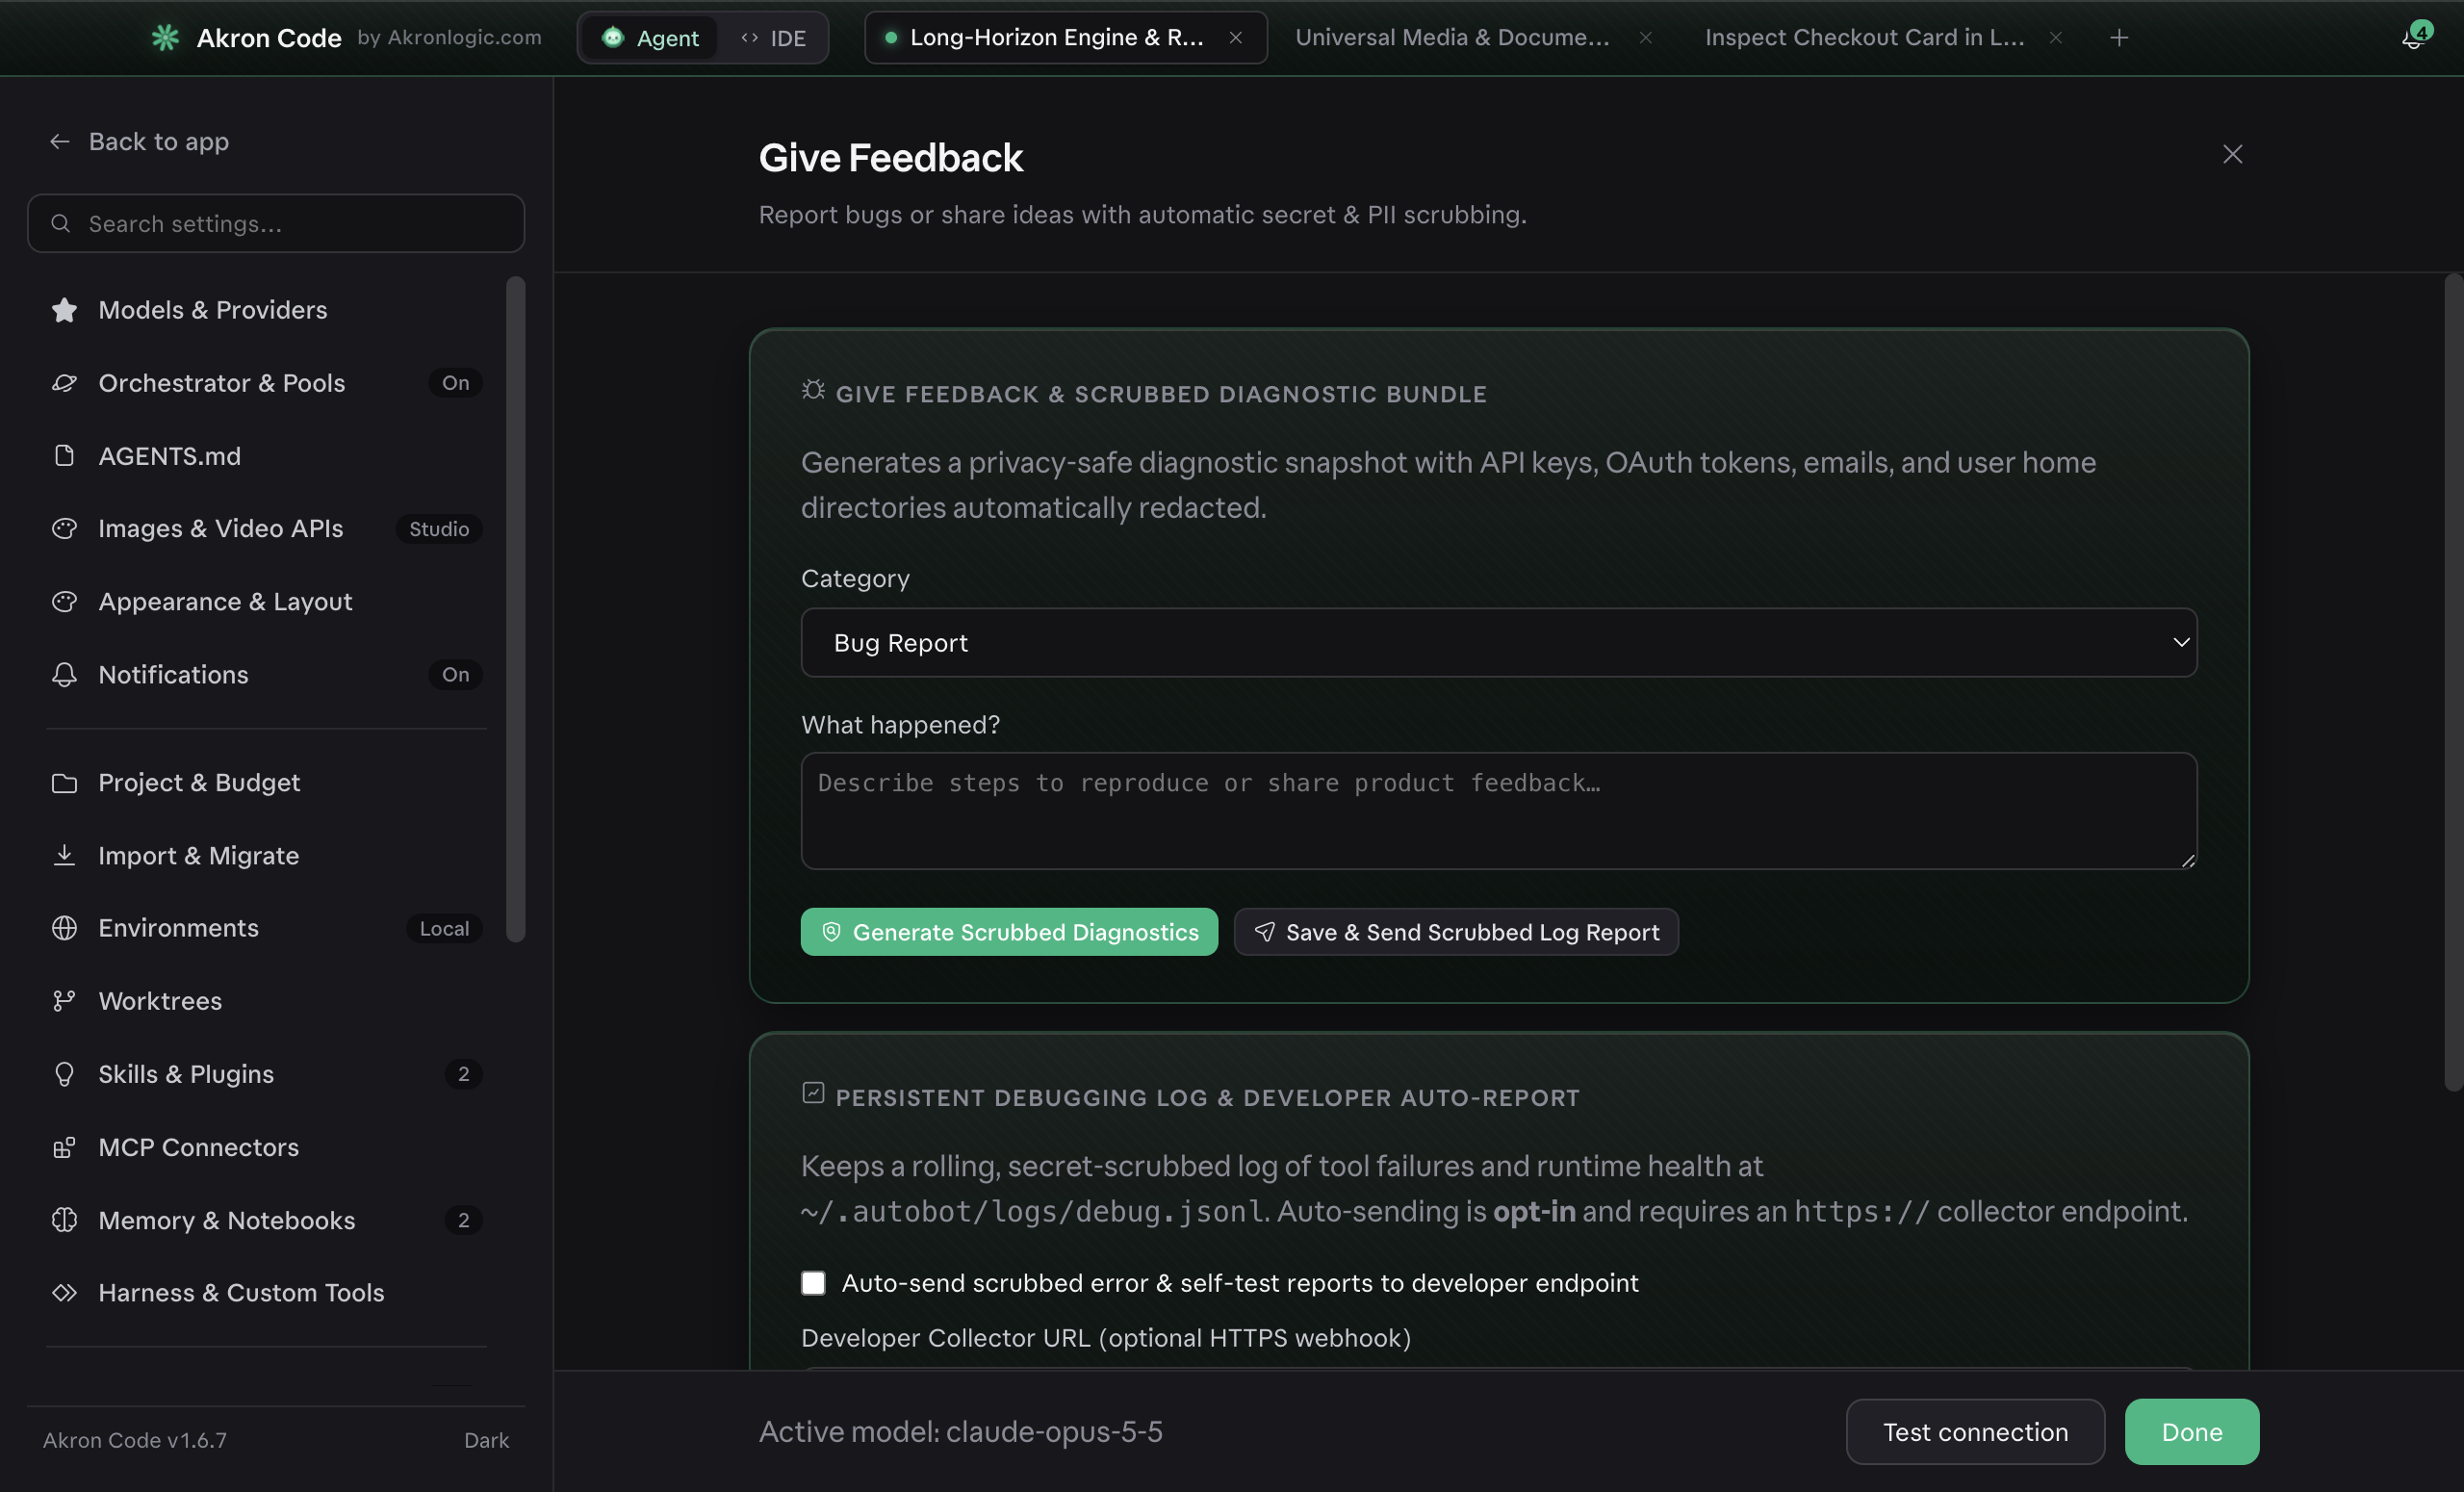 Akron Code by Akronlogic.com
Agent
IDE
Long-Horizon Engine & R...
Universal Media & Docume...
Inspect Checkout Card in L...
4
Back to app
Search settings...
Models & Providers
Orchestrator & Pools On
AGENTS.md
Images & Video APIs Studio
Appearance & Layout
Notifications On
Project & Budget
Import & Migrate
Environments Local
Worktrees
Skills & Plugins 2
MCP Connectors
Memory & Notebooks 2
Harness & Custom Tools
Akron Code v1.6.7 Dark
Give Feedback
Report bugs or share ideas with automatic secret & PII scrubbing.
GIVE FEEDBACK & SCRUBBED DIAGNOSTIC BUNDLE
Generates a privacy-safe diagnostic snapshot with API keys, OAuth tokens, emails, and user home
directories automatically redacted.
Category
Bug Report
What happened?
Describe steps to reproduce or share product feedback…
Generate Scrubbed Diagnostics
Save & Send Scrubbed Log Report
PERSISTENT DEBUGGING LOG & DEVELOPER AUTO-REPORT
Keeps a rolling, secret-scrubbed log of tool failures and runtime health at
~/.autobot/logs/debug.jsonl. Auto-sending is opt-in and requires an https:// collector endpoint.
Auto-send scrubbed error & self-test reports to developer endpoint
Developer Collector URL (optional HTTPS webhook)
Active model: claude-opus-5-5
Test connection
Done